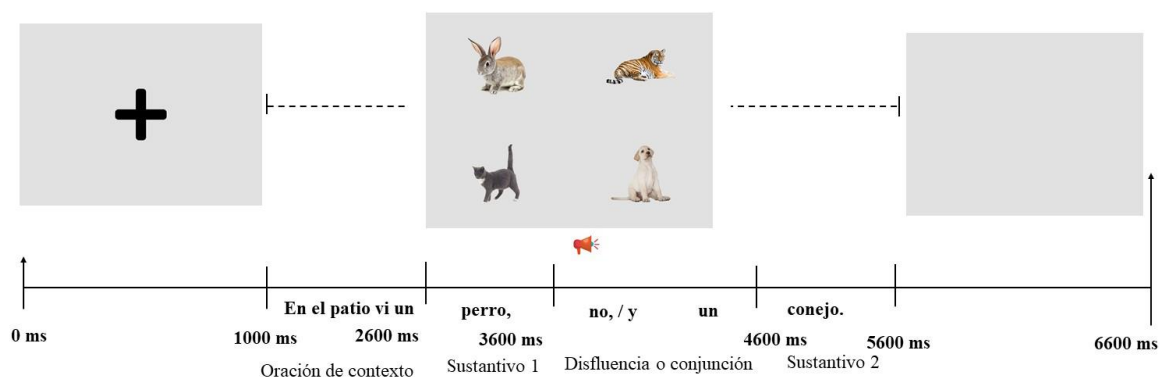 En el patio vi un perro, no, / y un conejo.
0 ms 1000 ms 2600 ms 3600 ms 4600 ms 5600 ms 6600 ms
Oración de contexto Sustantivo 1 Disfluencia o conjunción Sustantivo 2